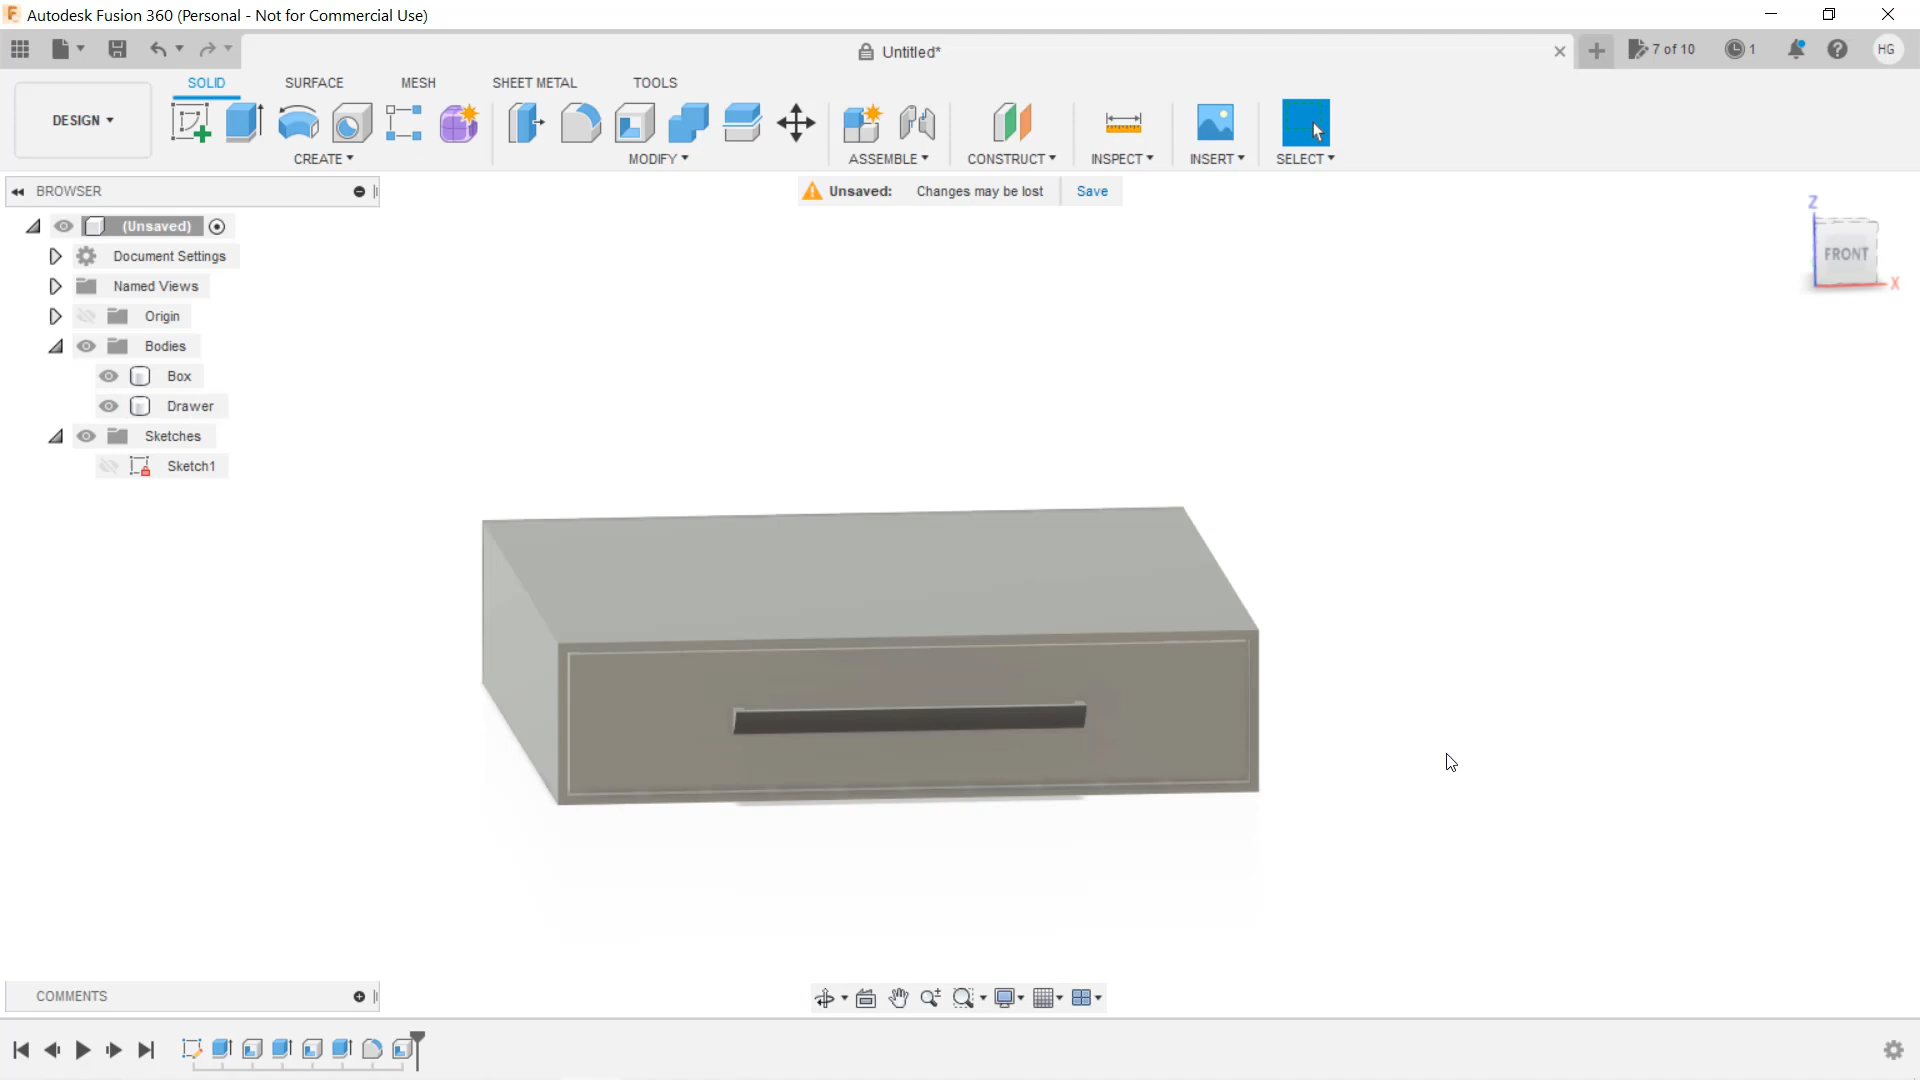 Autodesk Fusion 360 (Personal - Not for Commercial Use)
Untitled*
7 of 10
1
HG
DESIGN
SOLID SURFACE MESH SHEET METAL TOOLS
CREATE MODIFY ASSEMBLE CONSTRUCT INSPECT INSERT SELECT
BROWSER
Unsaved: Changes may be lost Save
(Unsaved)
Document Settings
Named Views
Origin
Bodies
Box
Drawer
Sketches
Sketch1
Z
FRONT
X
COMMENTS